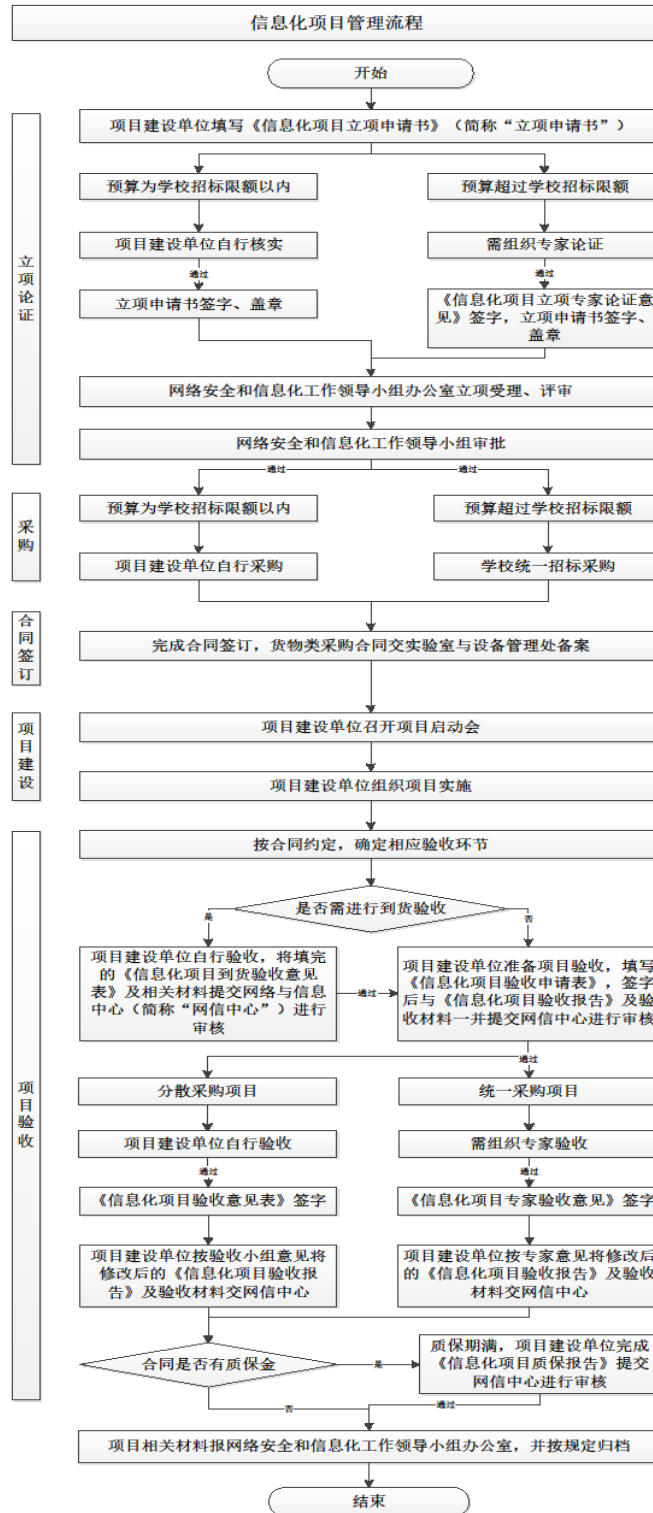 信息化项目管理流程
开始
立
项
论
证
项目建设单位填写《信息化项目立项申请书》（简称“立项申请书”）
预算为学校招标限额以内
预算超过学校招标限额
项目建设单位自行核实
需组织专家论证
通过
通过
立项申请书签字、盖章
《信息化项目立项专家论证意
见》签字，立项申请书签字、
盖章
网络安全和信息化工作领导小组办公室立项受理、评审
网络安全和信息化工作领导小组审批
通过
通过
采
购
预算为学校招标限额以内
预算超过学校招标限额
项目建设单位自行采购
学校统一招标采购
合
同
签
订
完成合同签订，货物类采购合同交实验室与设备管理处备案
项
目
建
设
项目建设单位召开项目启动会
项目建设单位组织项目实施
项
目
验
收
按合同约定，确定相应验收环节
是否需进行到货验收
是
否
项目建设单位自行验收，将填完
的《信息化项目到货验收意见
表》及相关材料提交网络与信息
中心（简称“网信中心”）进行
审核
通过
项目建设单位准备项目验收，填写
《信息化项目验收申请表》，签字
后与《信息化项目验收报告》及验
收材料一并提交网信中心进行审核
通过
分散采购项目
统一采购项目
项目建设单位自行验收
需组织专家验收
通过
通过
《信息化项目验收意见表》签字
《信息化项目专家验收意见》签字
项目建设单位按验收小组意见将
修改后的《信息化项目验收报
告》及验收材料交网信中心
项目建设单位按专家意见将修改后
的《信息化项目验收报告》及验收
材料交网信中心
合同是否有质保金
是
质保期满，项目建设单位完成
《信息化项目质保报告》提交
网信中心进行审核
否
通过
项目相关材料报网络安全和信息化工作领导小组办公室，并按规定归档
结束